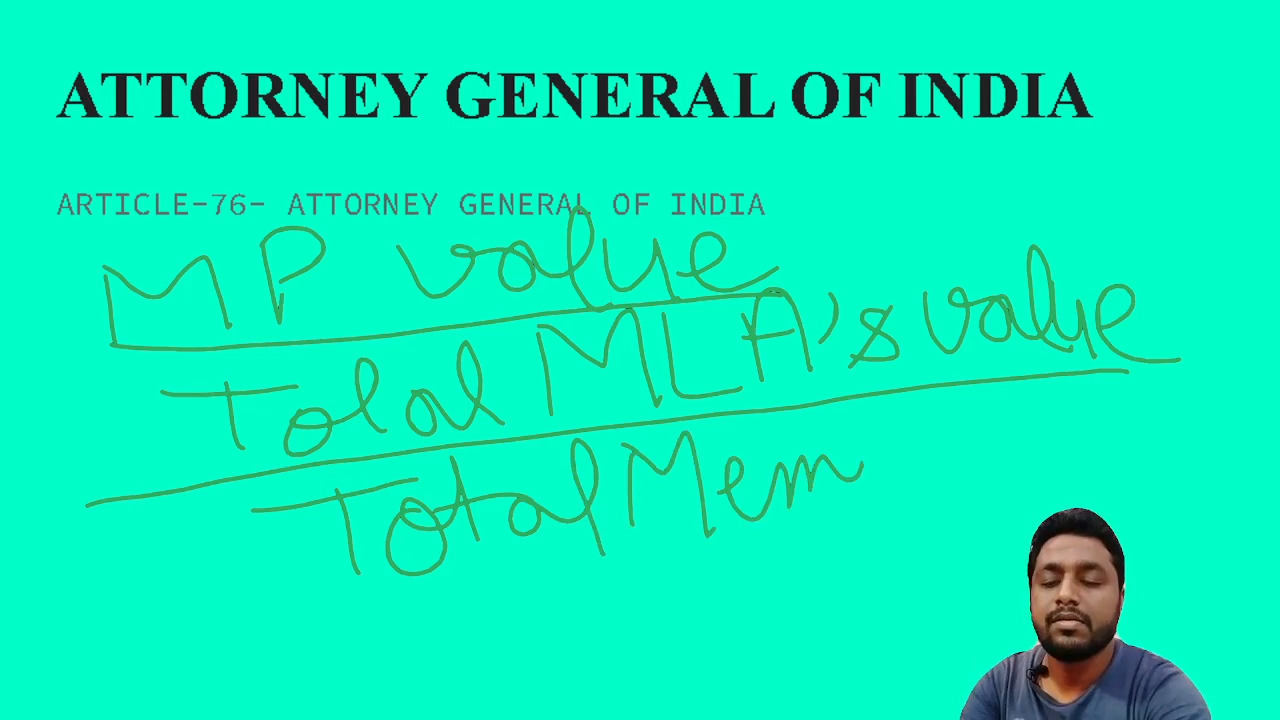 ATTORNEY GENERAL OF INDIA
ARTICLE-76- ATTORNEY GENERAL OF INDIA
MP value
Total MLA's value
Total Mem